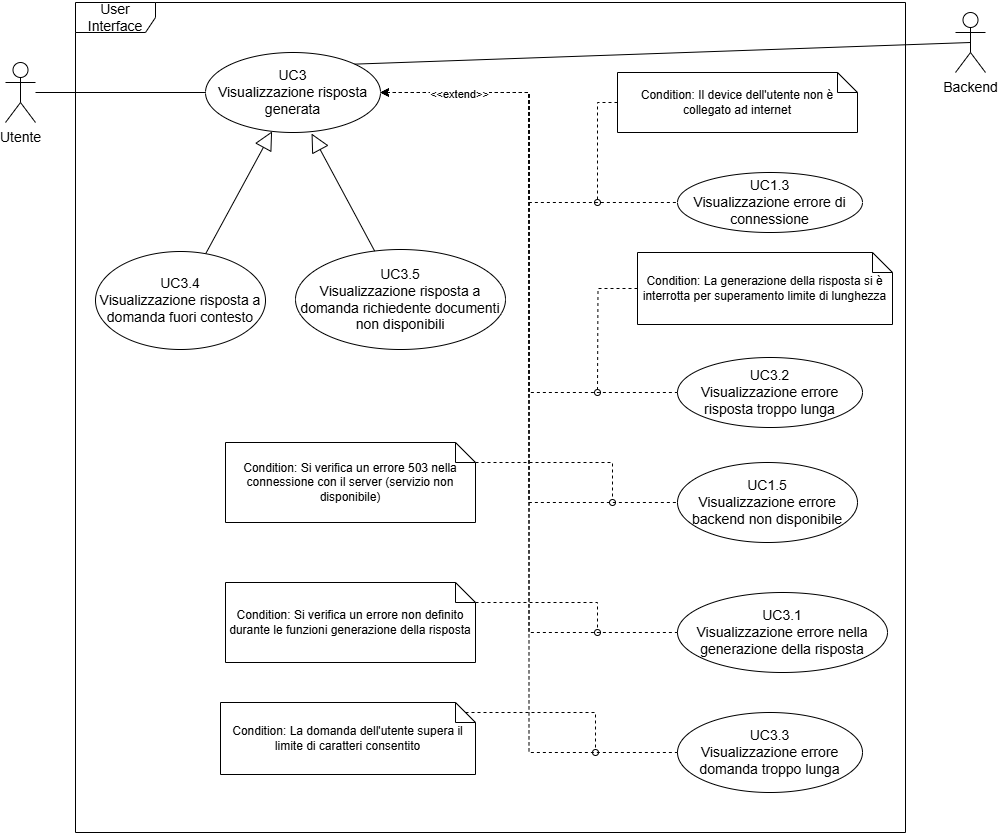 User
Interface
Utente
Backend
UC3
Visualizzazione risposta
generata
<<extend>>
Condition: Il device dell'utente non è
collegato ad internet
UC1.3
Visualizzazione errore di
connessione
UC3.4
Visualizzazione risposta a
domanda fuori contesto
UC3.5
Visualizzazione risposta a
domanda richiedente documenti
non disponibili
Condition: La generazione della risposta si è
interrotta per superamento limite di lunghezza
UC3.2
Visualizzazione errore
risposta troppo lunga
Condition: Si verifica un errore 503 nella
connessione con il server (servizio non
disponibile)
UC1.5
Visualizzazione errore
backend non disponibile
Condition: Si verifica un errore non definito
durante le funzioni generazione della risposta
UC3.1
Visualizzazione errore nella
generazione della risposta
Condition: La domanda dell'utente supera il
limite di caratteri consentito
UC3.3
Visualizzazione errore
domanda troppo lunga